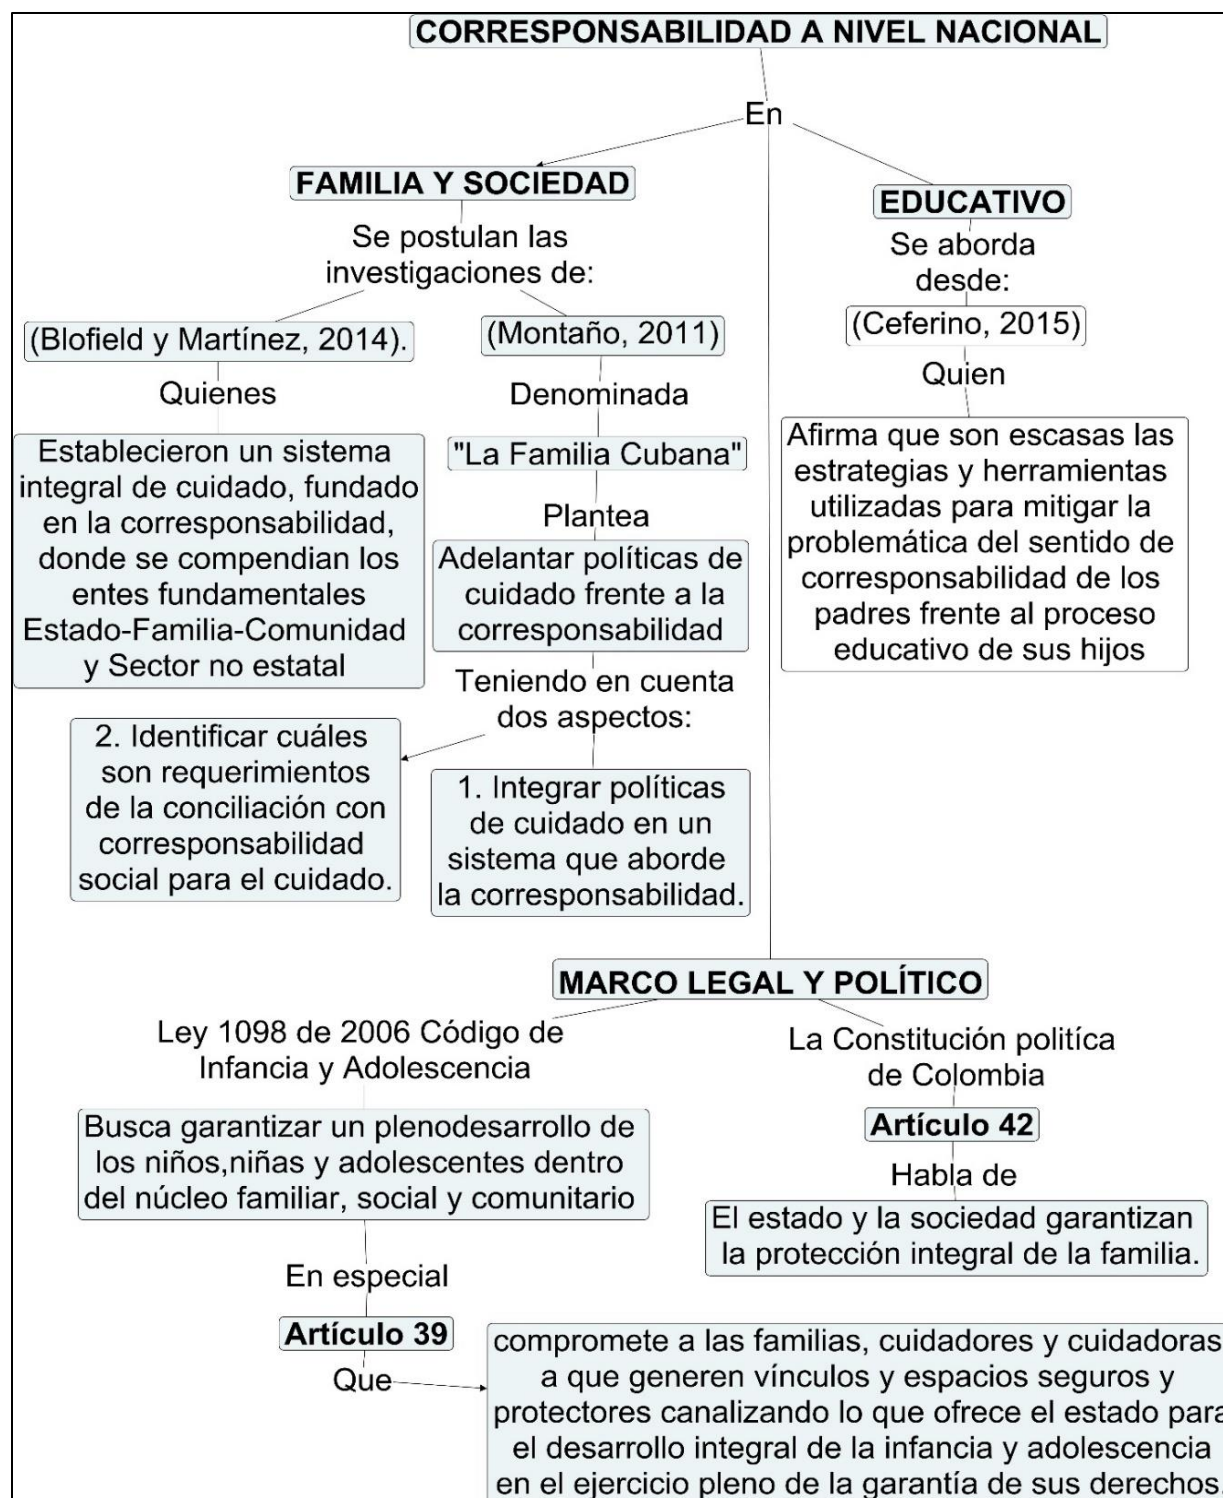 CORRESPONSABILIDAD A NIVEL NACIONAL
En
FAMILIA Y SOCIEDAD
Se postulan las
investigaciones de:
(Blofield y Martínez, 2014).
Quienes
Establecieron un sistema
integral de cuidado, fundado
en la corresponsabilidad,
donde se compendian los
entes fundamentales
Estado-Familia-Comunidad
y Sector no estatal
(Montaño, 2011)
Denominada
"La Familia Cubana"
Plantea
Adelantar políticas de
cuidado frente a la
corresponsabilidad
Teniendo en cuenta
dos aspectos:
2. Identificar cuáles
son requerimientos
de la conciliación con
corresponsabilidad
social para el cuidado.
1. Integrar políticas
de cuidado en un
sistema que aborde
la corresponsabilidad.
EDUCATIVO
Se aborda
desde:
(Ceferino, 2015)
Quien
Afirma que son escasas las
estrategias y herramientas
utilizadas para mitigar la
problemática del sentido de
corresponsabilidad de los
padres frente al proceso
educativo de sus hijos
MARCO LEGAL Y POLÍTICO
Ley 1098 de 2006 Código de
Infancia y Adolescencia
Busca garantizar un plenodesarrollo de
los niños,niñas y adolescentes dentro
del núcleo familiar, social y comunitario
En especial
Artículo 39
Que
compromete a las familias, cuidadores y cuidadoras
a que generen vínculos y espacios seguros y
protectores canalizando lo que ofrece el estado para
el desarrollo integral de la infancia y adolescencia
en el ejercicio pleno de la garantía de sus derechos.
La Constitución politíca
de Colombia
Artículo 42
Habla de
El estado y la sociedad garantizan
la protección integral de la familia.